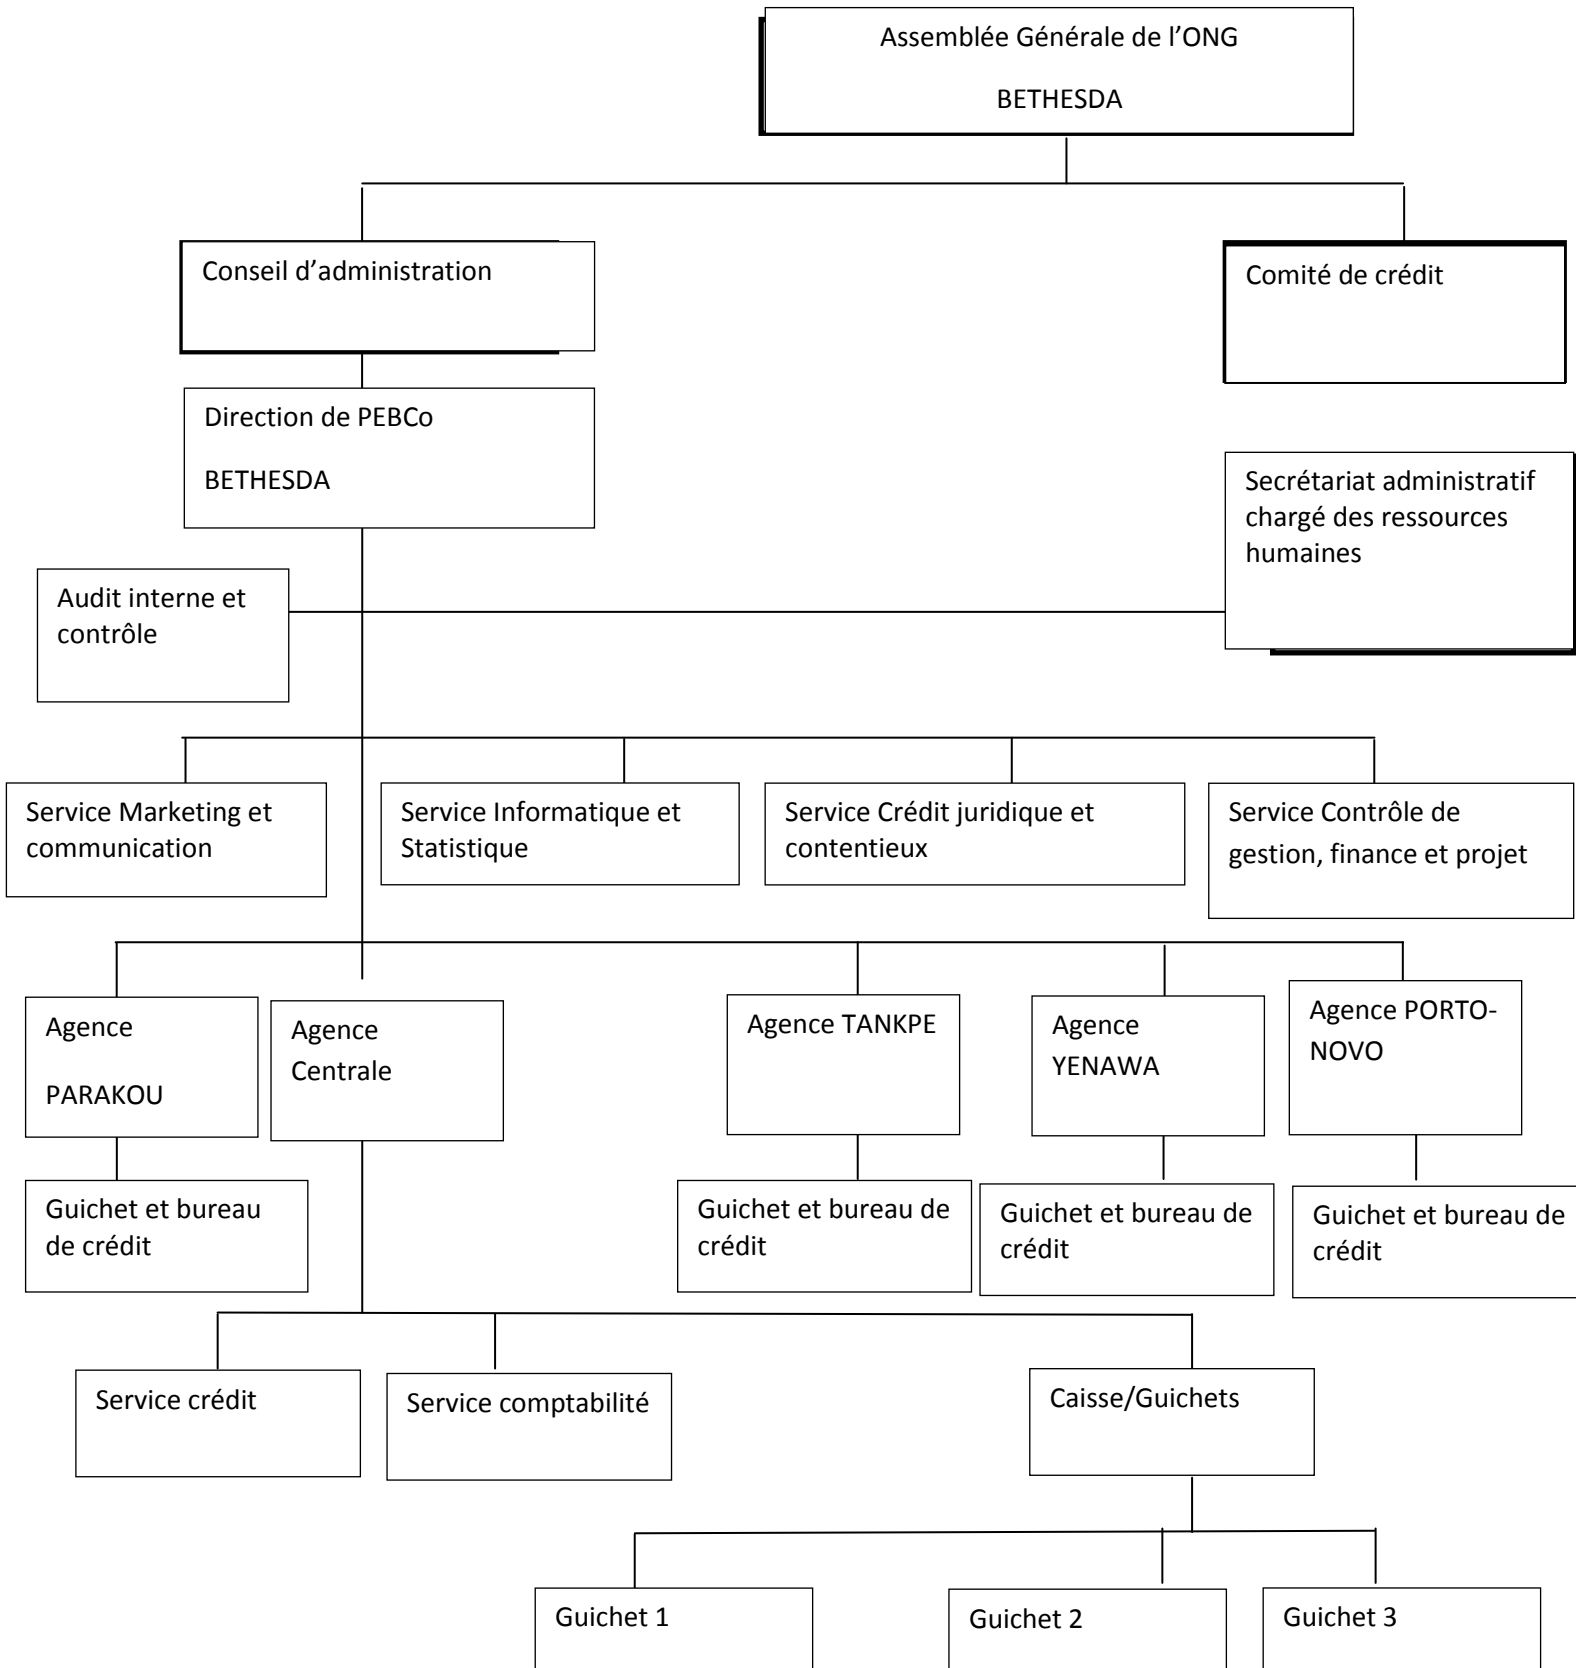 Assemblée Générale de l’ONG
BETHESDA
Conseil d’administration
Comité de crédit
Direction de PEBCo
BETHESDA
Secrétariat administratif
chargé des ressources
humaines
Audit interne et
contrôle
Service Marketing et
communication
Service Informatique et
Statistique
Service Crédit juridique et
contentieux
Service Contrôle de
gestion, finance et projet
Agence
PARAKOU
Agence
Centrale
Agence TANKPE
Agence
YENAWA
Agence PORTO-
NOVO
Guichet et bureau
de crédit
Guichet et bureau de
crédit
Guichet et bureau de
crédit
Guichet et bureau de
crédit
Service crédit
Service comptabilité
Caisse/Guichets
Guichet 1
Guichet 2
Guichet 3